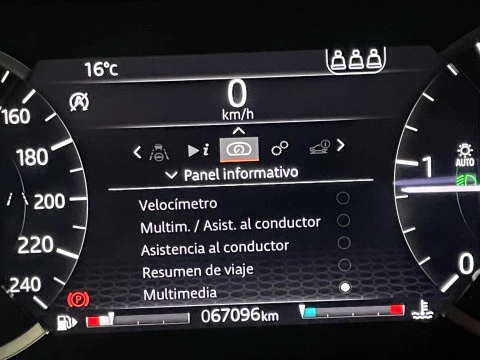 16°C
0
km/h
i
Panel informativo
Velocímetro
Multim. / Asist. al conductor
Asistencia al conductor
Resumen de viaje
Multimedia
067096km
160
180
200
220
240
1
0
AUTO
A
P